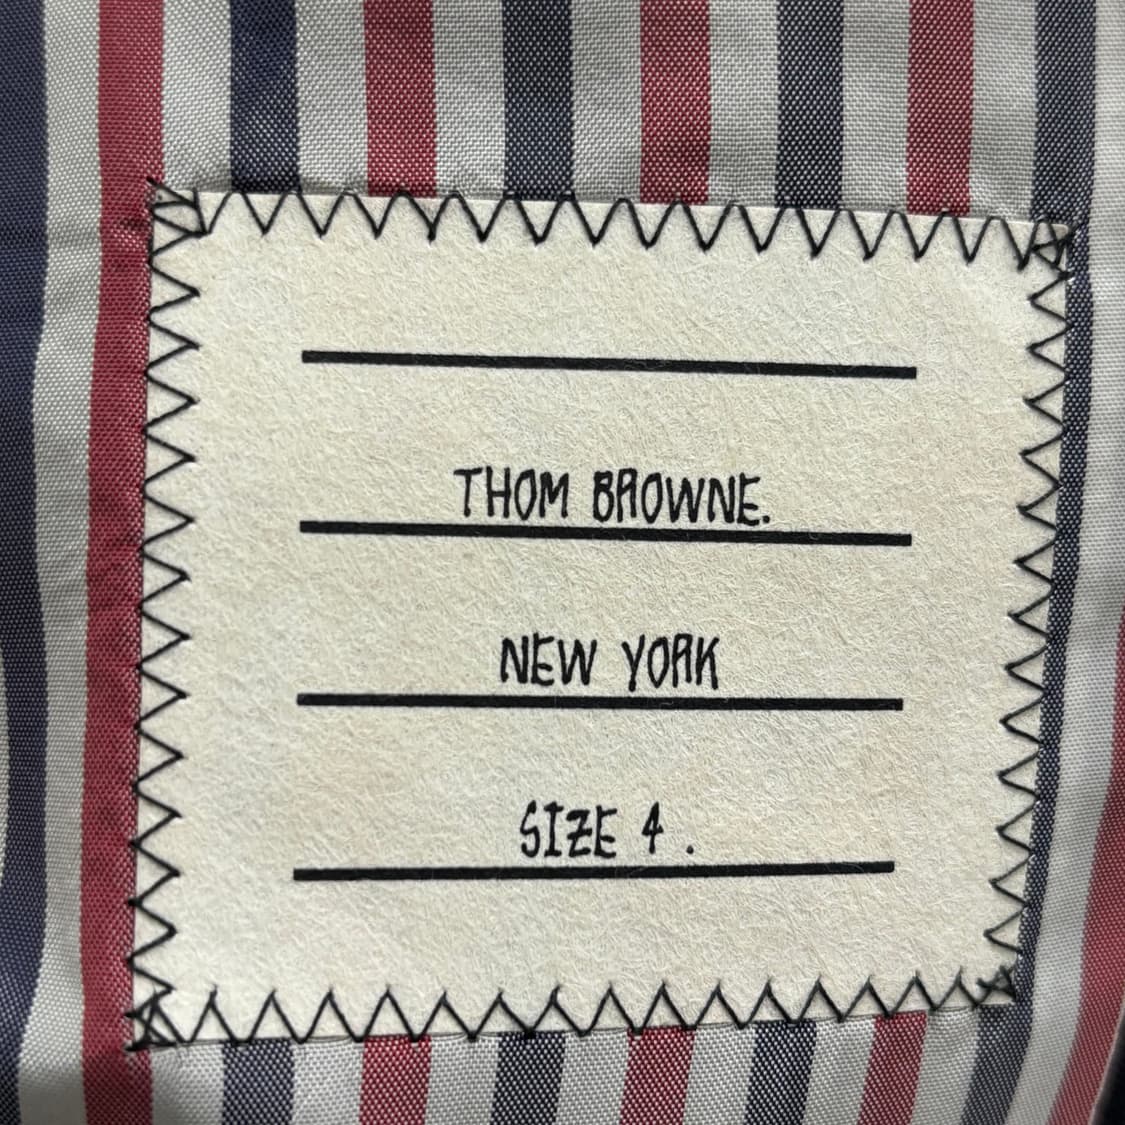 THOM BROWNE.
NEW YORK
SIZE 4 .